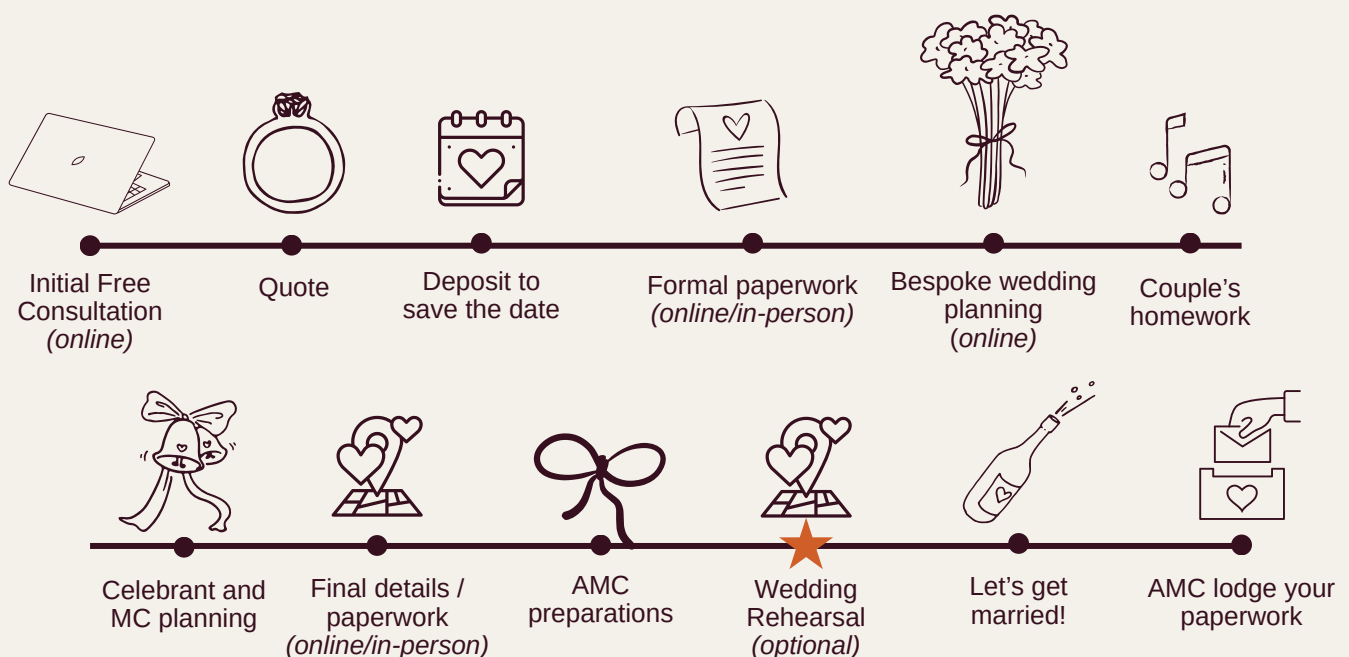 Initial Free
Consultation
(online)
Quote
Deposit to
save the date
Formal paperwork
(online/in-person)
Bespoke wedding
planning
(online)
Couple's
homework
Celebrant and
MC planning
Final details /
paperwork
(online/in-person)
AMC
preparations
Wedding
Rehearsal
(optional)
Let's get
married!
AMC lodge your
paperwork